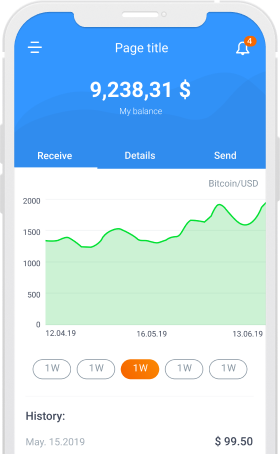 Page title
4
9,238,31 $
My balance
Receive Details Send
Bitcoin/USD
2000
1500
1000
500
0
12.04.19 16.05.19 13.06.19
1W 1W 1W 1W 1W
History:
May. 15.2019 $ 99.50